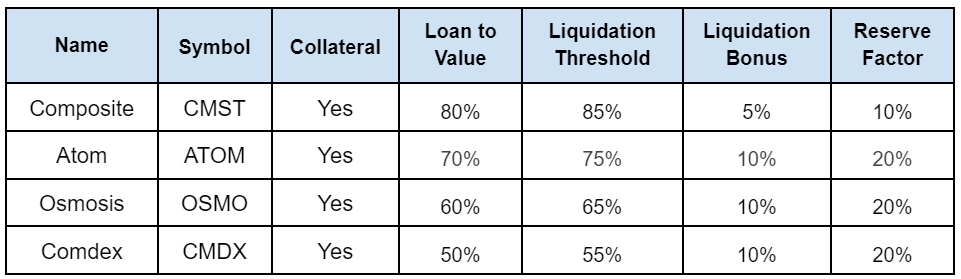 Name Symbol Collateral Loan to Value Liquidation Threshold Liquidation Bonus Reserve Factor
Composite CMST Yes 80% 85% 5% 10%
Atom ATOM Yes 70% 75% 10% 20%
Osmosis OSMO Yes 60% 65% 10% 20%
Comdex CMDX Yes 50% 55% 10% 20%